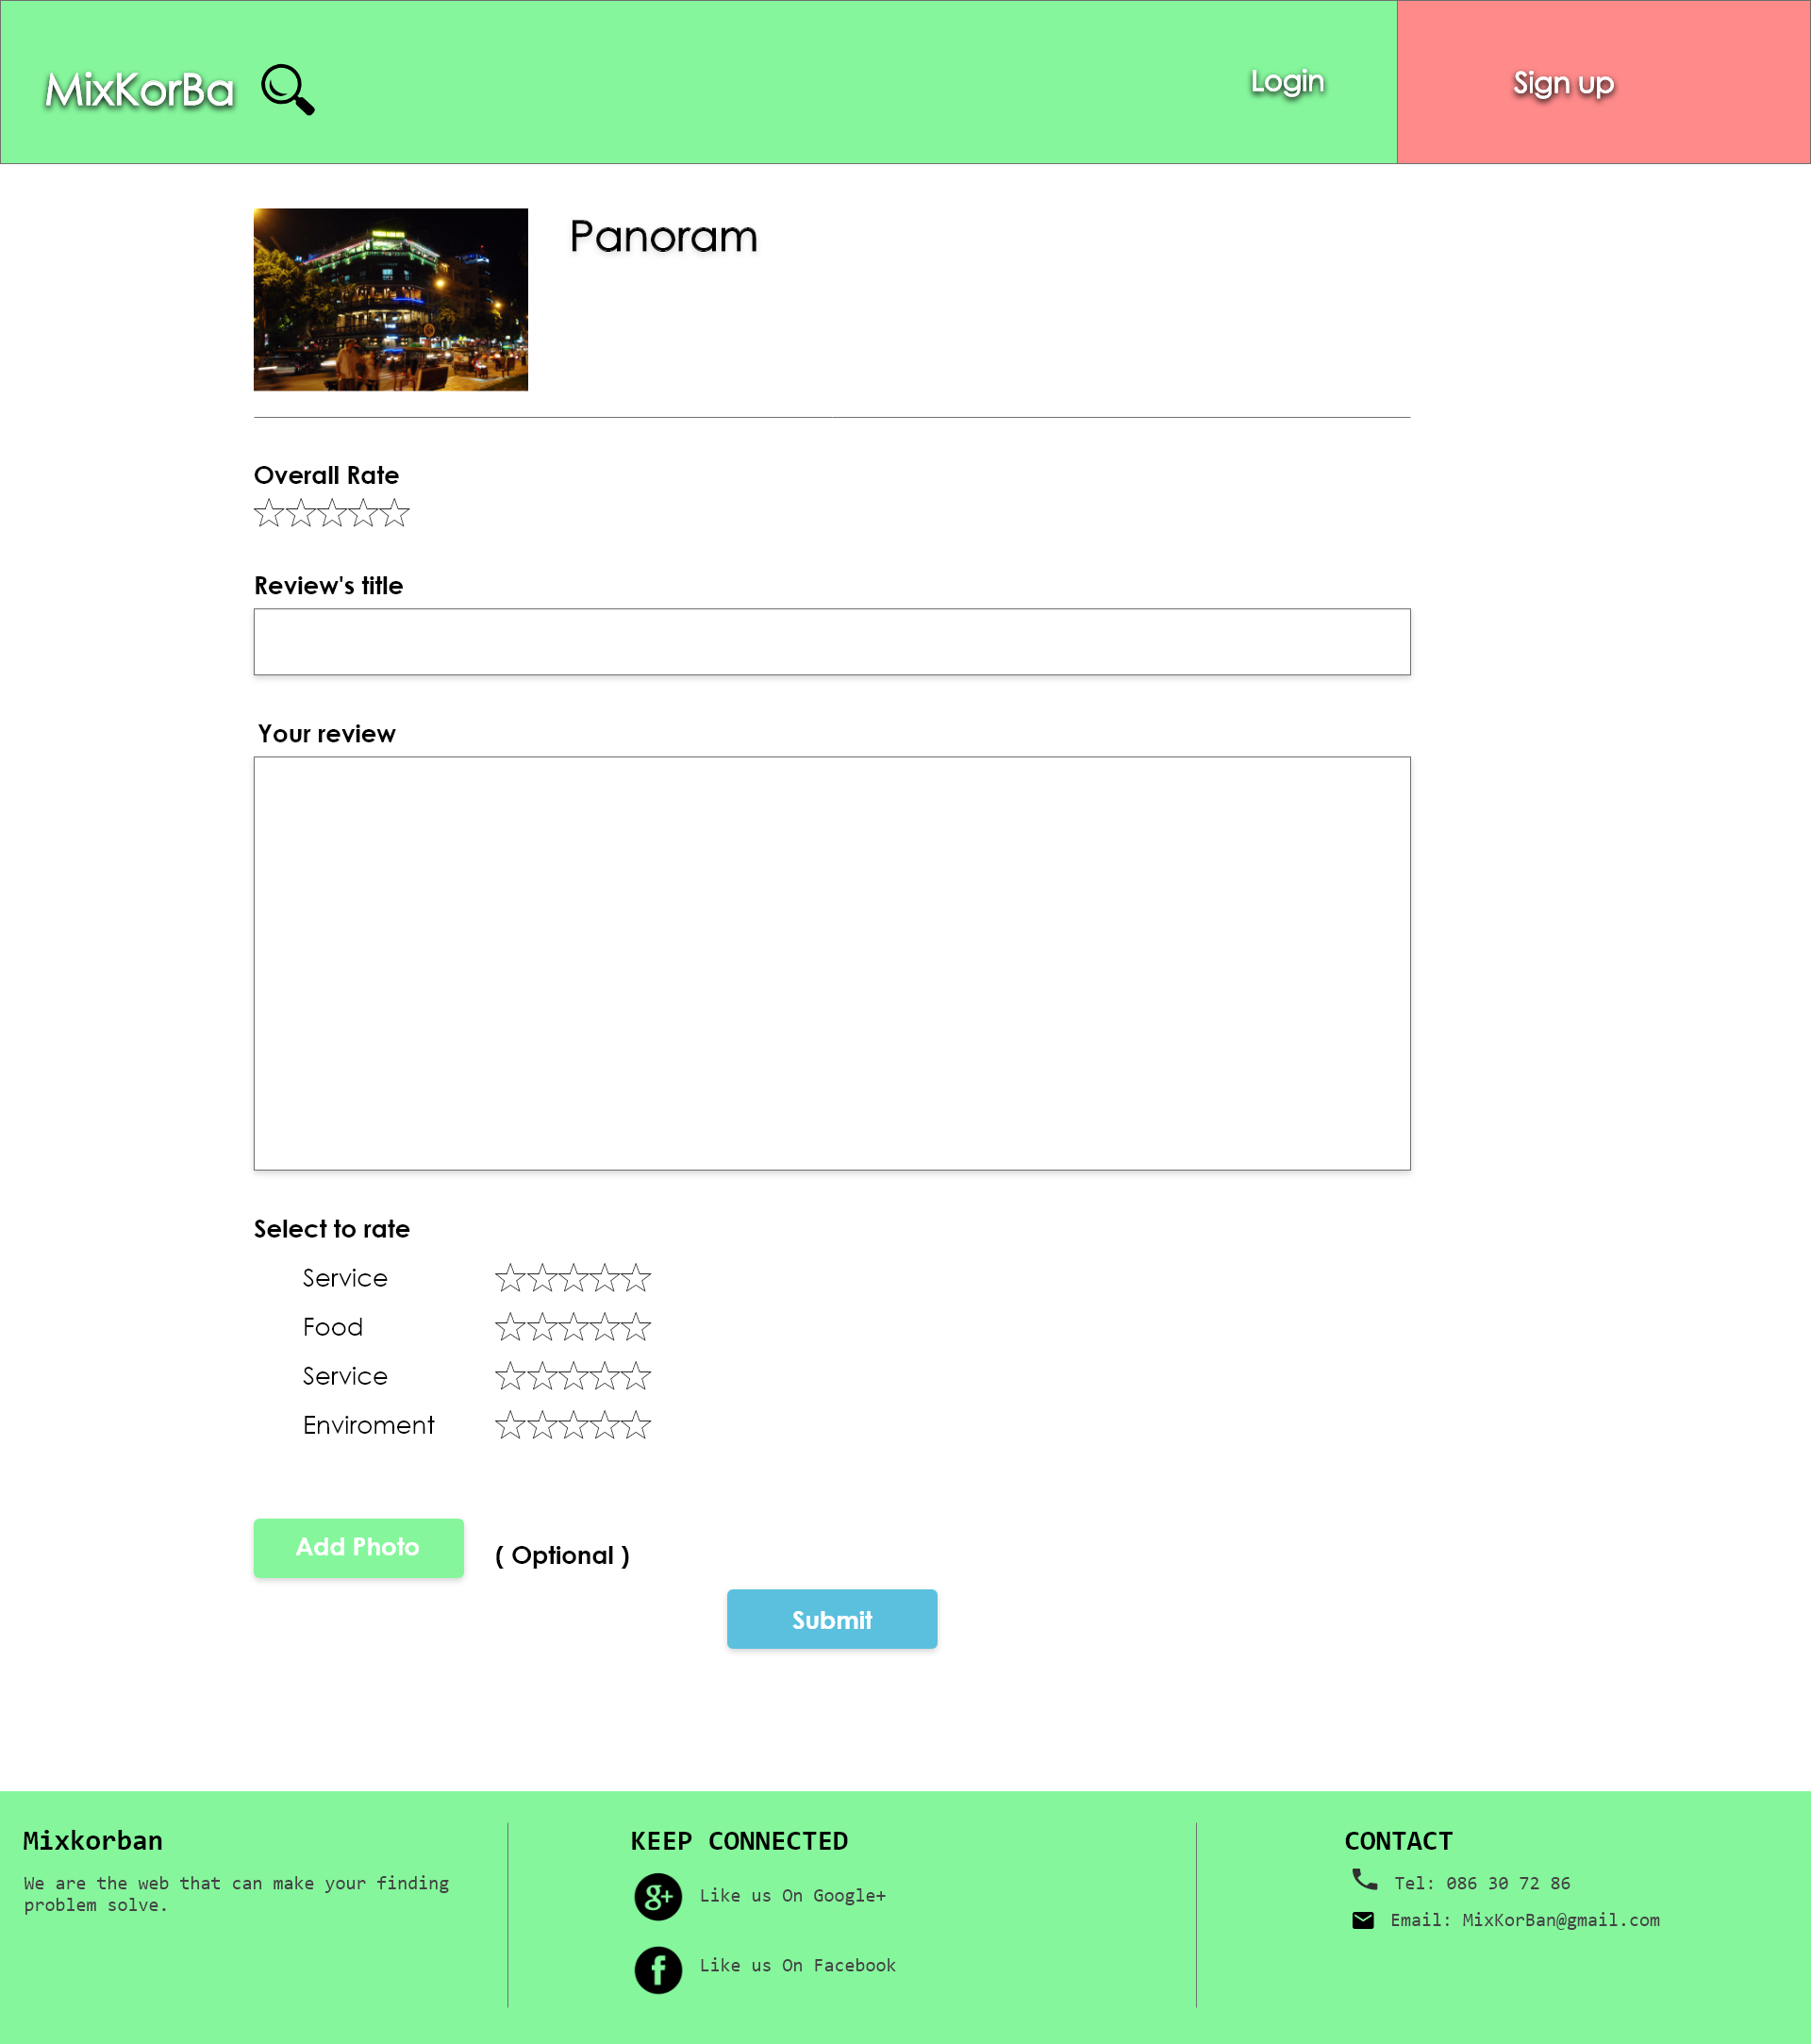 MixKorBa
Login
Sign up
Panoram
Overall Rate
Review's title
Your review
Select to rate
Service
Food
Service
Enviroment
Add Photo
( Optional )
Submit
Mixkorban
We are the web that can make your finding
problem solve.
KEEP CONNECTED
g+
Like us On Google+
f
Like us On Facebook
CONTACT
Tel: 086 30 72 86
Email: MixKorBan@gmail.com